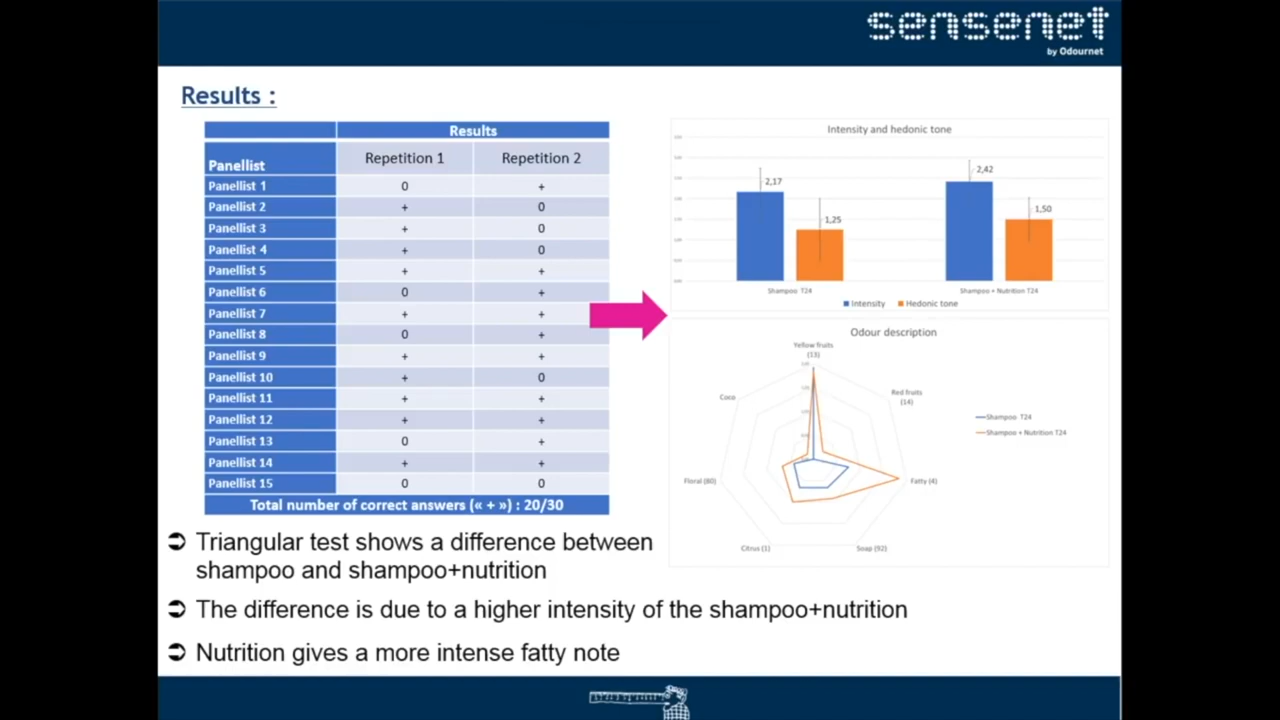 sensenet
by Odournet
Results :
Results
Panellist Repetition 1 Repetition 2
Panellist 1 0 +
Panellist 2 + 0
Panellist 3 + 0
Panellist 4 + 0
Panellist 5 + +
Panellist 6 0 +
Panellist 7 + +
Panellist 8 0 +
Panellist 9 + +
Panellist 10 + 0
Panellist 11 + +
Panellist 12 + +
Panellist 13 0 +
Panellist 14 + +
Panellist 15 0 0
Total number of correct answers (« + ») : 20/30
Intensity and hedonic tone
2,17
1,25
2,42
1,50
Shampoo T24
Shampoo + Nutrition T24
Intensity
Hedonic tone
Odour description
Yellow fruits
(13)
Red fruits
(14)
Fatty (4)
Soap (92)
Citrus (1)
Floral (80)
Coco
Shampoo T24
Shampoo + Nutrition T24
Triangular test shows a difference between
shampoo and shampoo+nutrition
The difference is due to a higher intensity of the shampoo+nutrition
Nutrition gives a more intense fatty note